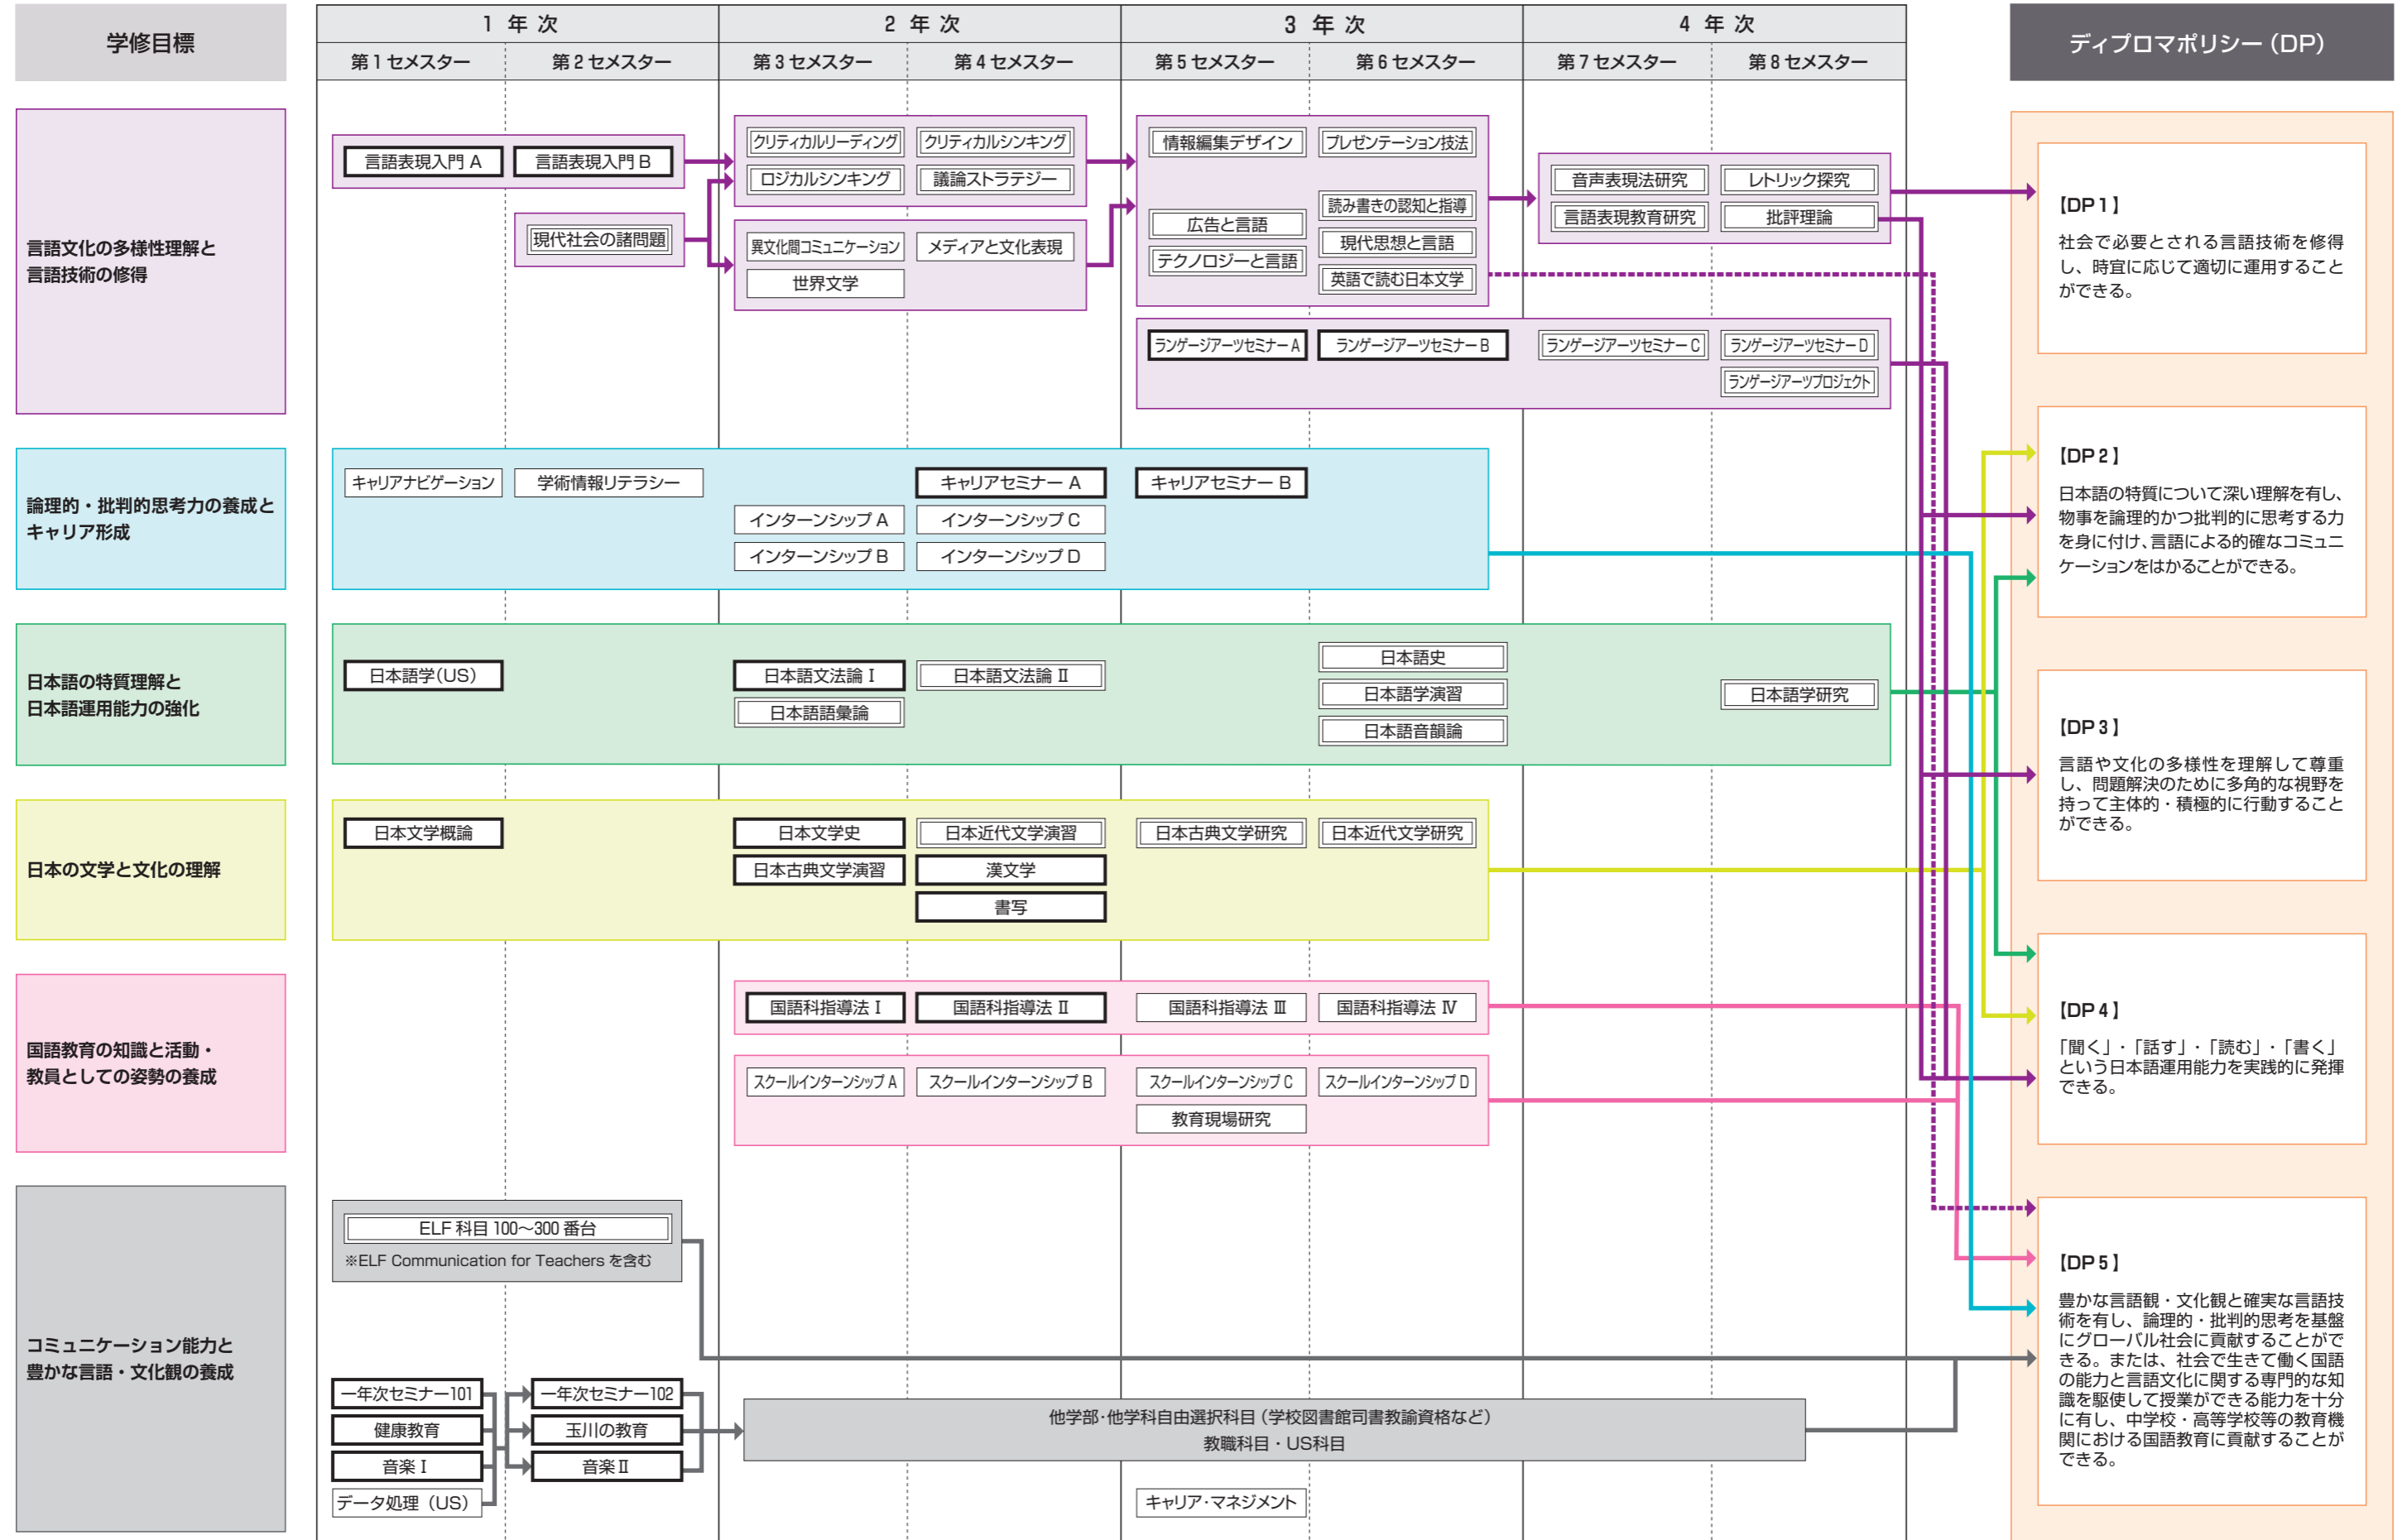 学修目標
1 年 次
2 年 次
3 年 次
4 年 次
第1セメスター
第2セメスター
第3セメスター
第4セメスター
第5セメスター
第6セメスター
第7セメスター
第8セメスター
ディプロマポリシー(DP)
言語文化の多様性理解と
言語技術の修得
言語表現入門 A
言語表現入門 B
現代社会の諸問題
クリティカルリーディング
クリティカルシンキング
ロジカルシンキング
議論ストラテジー
異文化間コミュニケーション
メディアと文化表現
世界文学
情報編集デザイン
プレゼンテーション技法
読み書きの認知と指導
広告と言語
現代思想と言語
テクノロジーと言語
英語で読む日本文学
音声表現法研究
レトリック探究
言語表現教育研究
批評理論
ランゲージアーツセミナー A
ランゲージアーツセミナー B
ランゲージアーツセミナー C
ランゲージアーツセミナー D
ランゲージアーツプロジェクト
論理的・批判的思考力の養成と
キャリア形成
キャリアナビゲーション
学術情報リテラシー
キャリアセミナー A
キャリアセミナー B
インターンシップ A
インターンシップ C
インターンシップ B
インターンシップ D
日本語の特質理解と
日本語運用能力の強化
日本語学(US)
日本語文法論 Ⅰ
日本語文法論 Ⅱ
日本語語彙論
日本語史
日本語学演習
日本語音韻論
日本語学研究
日本の文学と文化の理解
日本文学概論
日本文学史
日本近代文学演習
日本古典文学研究
日本近代文学研究
日本古典文学演習
漢文学
書写
国語教育の知識と活動・
教員としての姿勢の養成
国語科指導法 Ⅰ
国語科指導法 Ⅱ
国語科指導法 Ⅲ
国語科指導法 Ⅳ
スクールインターンシップ A
スクールインターンシップ B
スクールインターンシップ C
スクールインターンシップ D
教育現場研究
コミュニケーション能力と
豊かな言語・文化観の養成
ELF 科目 100～300 番台
※ELF Communication for Teachers を含む
一年次セミナー101
一年次セミナー102
健康教育
玉川の教育
音楽 Ⅰ
音楽 Ⅱ
データ処理(US)
他学部・他学科自由選択科目(学校図書館司書教諭資格など)
教職科目・US科目
キャリア・マネジメント
【DP 1】
社会で必要とされる言語技術を修得
し、時宜に応じて適切に運用すること
ができる。
【DP 2】
日本語の特質について深い理解を有し、
物事を論理的かつ批判的に思考する力
を身に付け、言語による的確なコミュニ
ケーションをはかることができる。
【DP 3】
言語や文化の多様性を理解して尊重
し、問題解決のために多角的な視野を
持って主体的・積極的に行動すること
ができる。
【DP 4】
「聞く」・「話す」・「読む」・「書く」
という日本語運用能力を実践的に発揮
できる。
【DP 5】
豊かな言語観・文化観と確実な言語技
術を有し、論理的・批判的思考を基盤
にグローバル社会に貢献することがで
きる。または、社会で生きて働く国語
の能力と言語文化に関する専門的な知
識を駆使して授業ができる能力を十分
に有し、中学校・高等学校等の教育機
関における国語教育に貢献することが
できる。